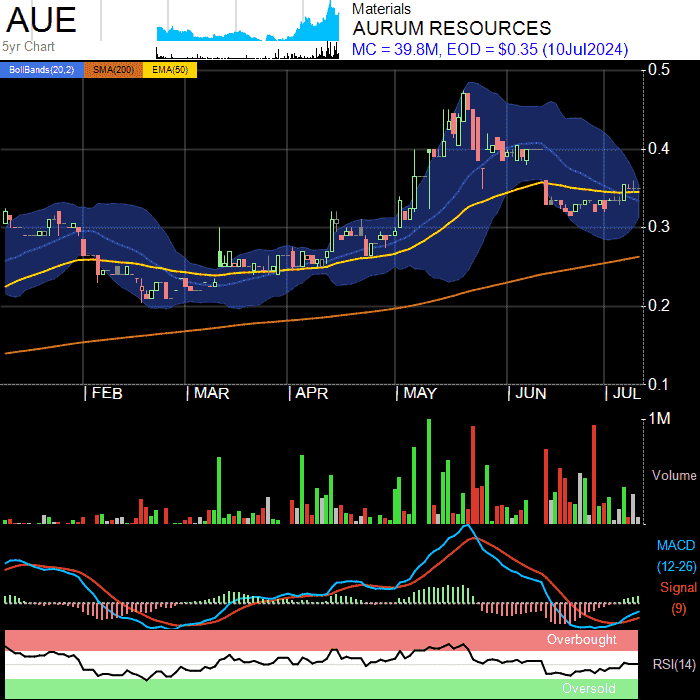 AUE
5yr Chart
Materials
AURUM RESOURCES
MC = 39.8M, EOD = $0.35 (10Jul2024)
BollBands(20,2) SMA(200) EMA(50)
0.5
0.4
0.3
0.2
0.1
| FEB | MAR | APR | MAY | JUN | JUL
1M
Volume
MACD
(12-26)
Signal
(9)
Overbought
RSI(14)
Oversold